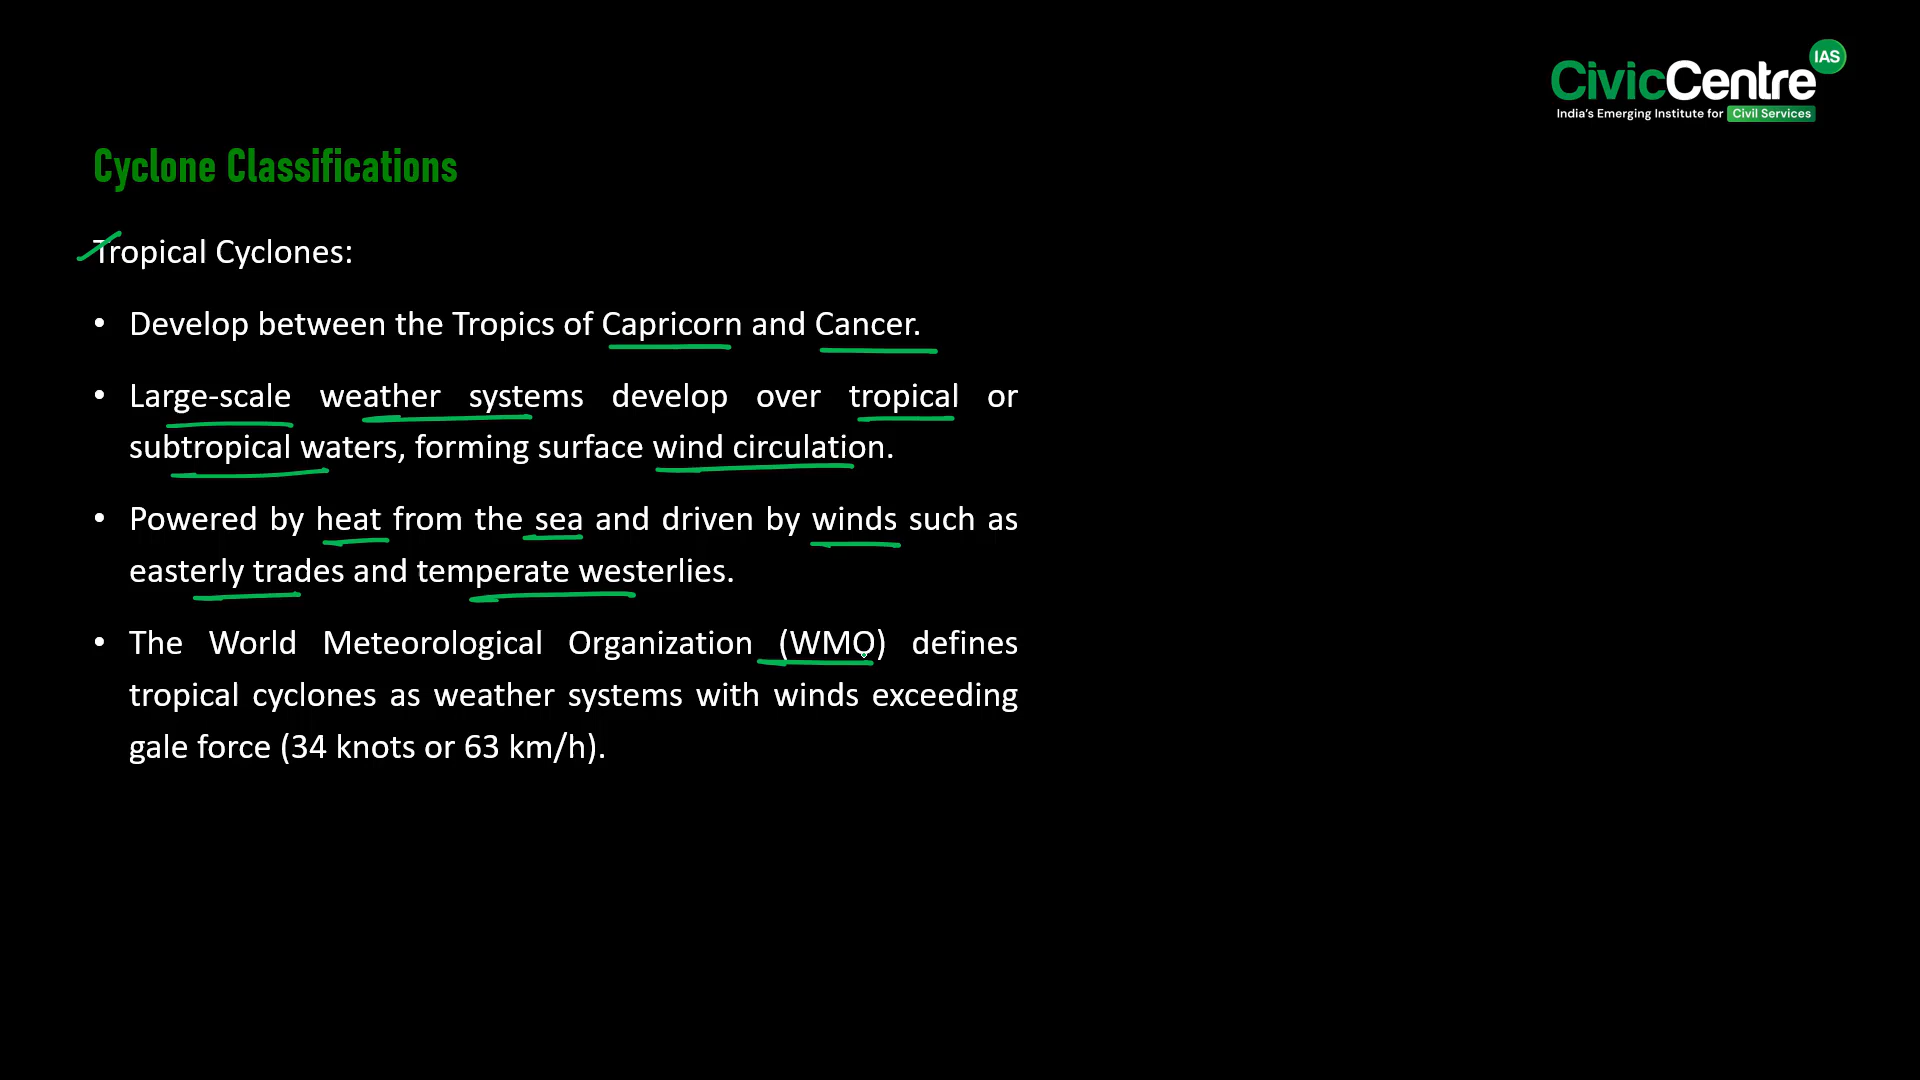 IAS
CivicCentre
India's Emerging Institute for Civil Services
Cyclone Classifications
Tropical Cyclones:
• Develop between the Tropics of Capricorn and Cancer.
• Large-scale weather systems develop over tropical or
subtropical waters, forming surface wind circulation.
• Powered by heat from the sea and driven by winds such as
easterly trades and temperate westerlies.
• The World Meteorological Organization (WMO) defines
tropical cyclones as weather systems with winds exceeding
gale force (34 knots or 63 km/h).